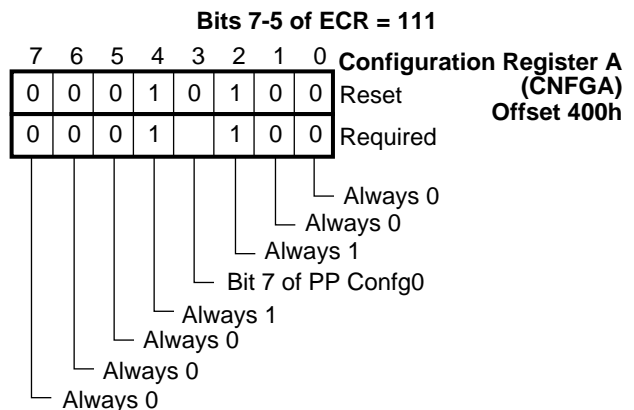 Bits 7-5 of ECR = 111
7 6 5 4 3 2 1 0 Configuration Register A
(CNFGA)
Offset 400h
0 0 0 1 0 1 0 0 Reset
0 0 0 1 1 0 0 Required
Always 0
Always 0
Always 1
Bit 7 of PP Confg0
Always 1
Always 0
Always 0
Always 0